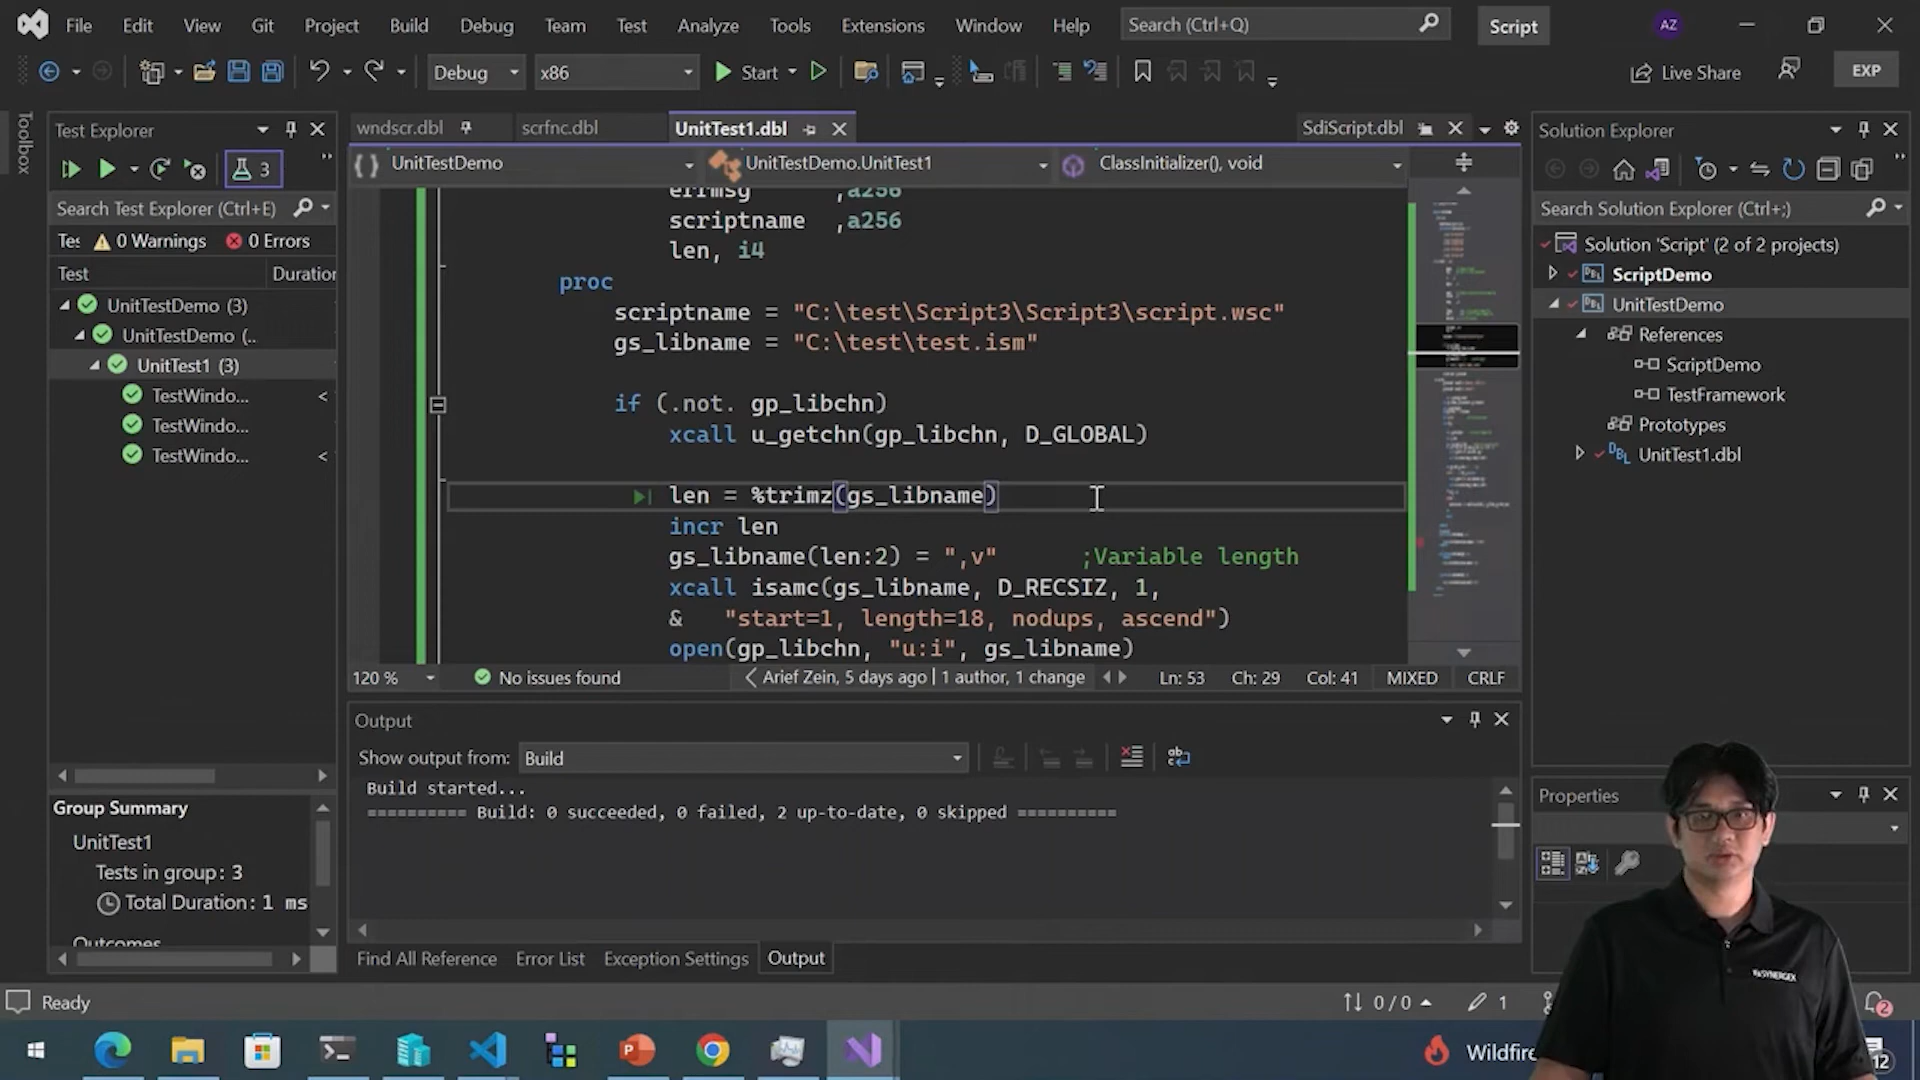 File Edit View Git Project Build Debug Team Test Analyze Tools Extensions Window Help Search (Ctrl+Q) Script AZ
Debug x86 Start Live Share EXP
Toolbox
Test Explorer
3
Search Test Explorer (Ctrl+E)
Tes 0 Warnings 0 Errors
Test Duration
UnitTestDemo (3)
UnitTestDemo (..
UnitTest1 (3)
TestWindo... <
TestWindo...
TestWindo... <
Group Summary
UnitTest1
Tests in group: 3
Total Duration: 1 ms
Outcomes
wndscr.dbl scrfnc.dbl UnitTest1.dbl SdiScript.dbl
UnitTestDemo UnitTestDemo.UnitTest1 ClassInitializer(), void
errmsg ,a256
scriptname ,a256
len, i4
proc
scriptname = "C:\test\Script3\Script3\script.wsc"
gs_libname = "C:\test\test.ism"
if (.not. gp_libchn)
xcall u_getchn(gp_libchn, D_GLOBAL)
len = %trimz(gs_libname)
incr len
gs_libname(len:2) = ",v" ;Variable length
xcall isamc(gs_libname, D_RECSIZ, 1,
& "start=1, length=18, nodups, ascend")
open(gp_libchn, "u:i", gs_libname)
120 % No issues found Arief Zein, 5 days ago | 1 author, 1 change Ln: 53 Ch: 29 Col: 41 MIXED CRLF
Output
Show output from: Build
Build started...
========== Build: 0 succeeded, 0 failed, 2 up-to-date, 0 skipped ==========
Find All Reference Error List Exception Settings Output
Solution Explorer
Search Solution Explorer (Ctrl+;)
Solution 'Script' (2 of 2 projects)
ScriptDemo
UnitTestDemo
References
ScriptDemo
TestFramework
Prototypes
UnitTest1.dbl
Properties
SYNERGEX
Ready 0 / 0 1 2
Wildfire 12